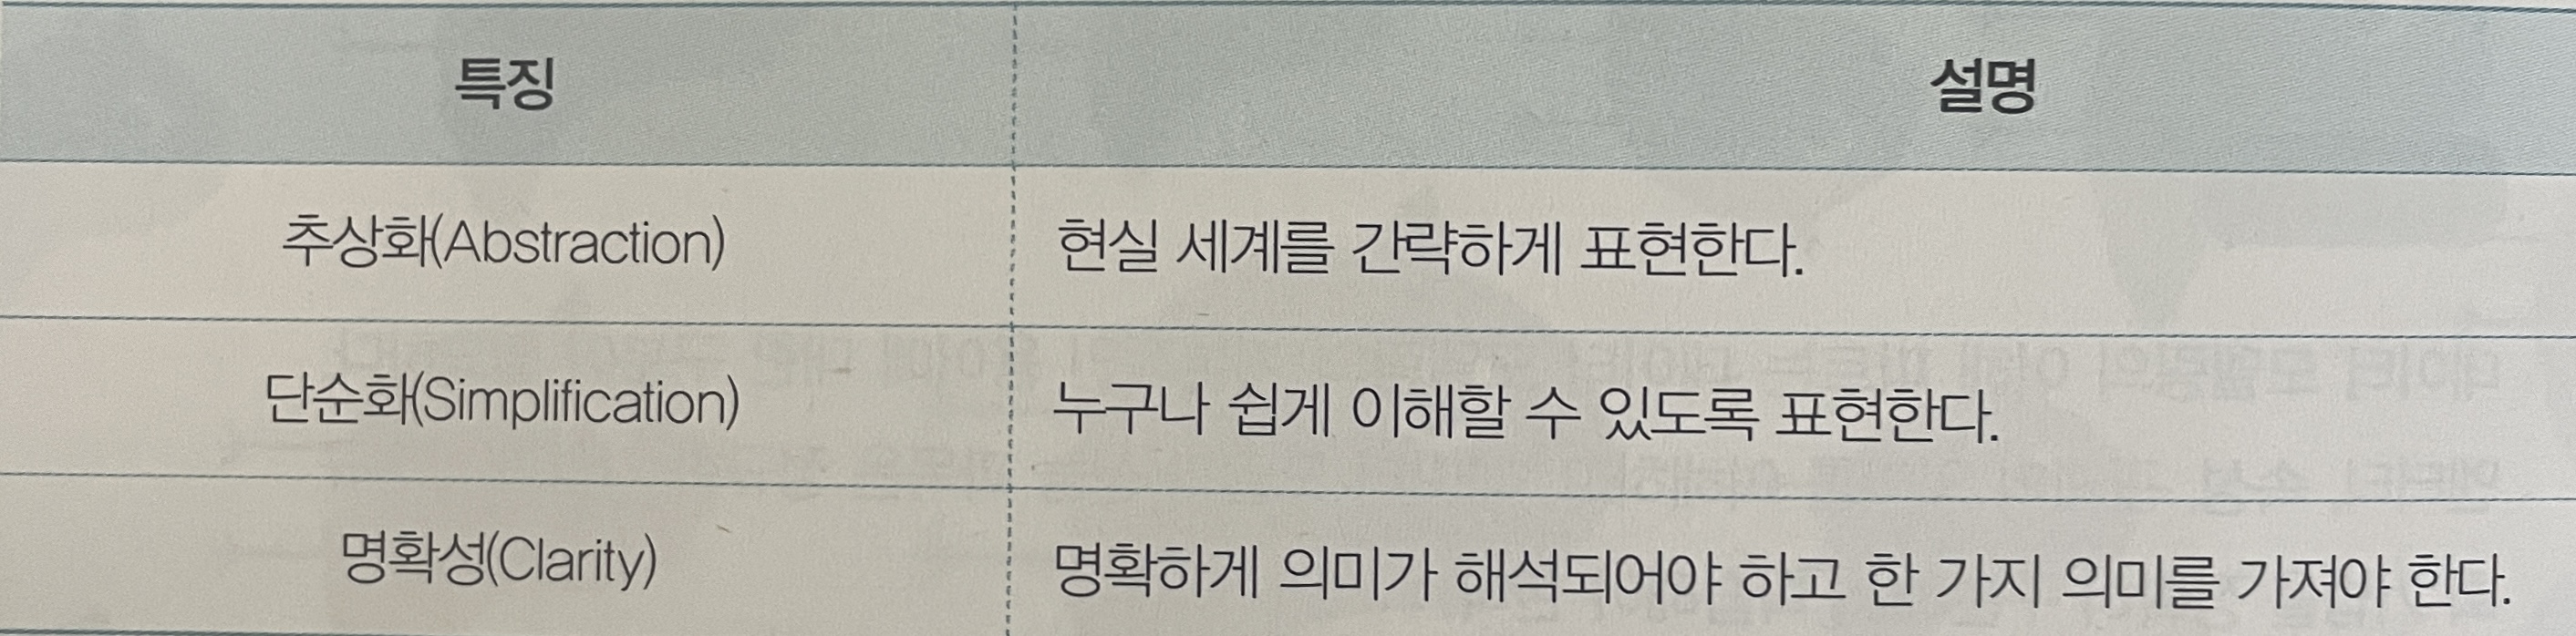 특징 설명
추상화(Abstraction) 현실 세계를 간략하게 표현한다.
단순화(Simplification) 누구나 쉽게 이해할 수 있도록 표현한다.
명확성(Clarity) 명확하게 의미가 해석되어야 하고 한 가지 의미를 가져야 한다.